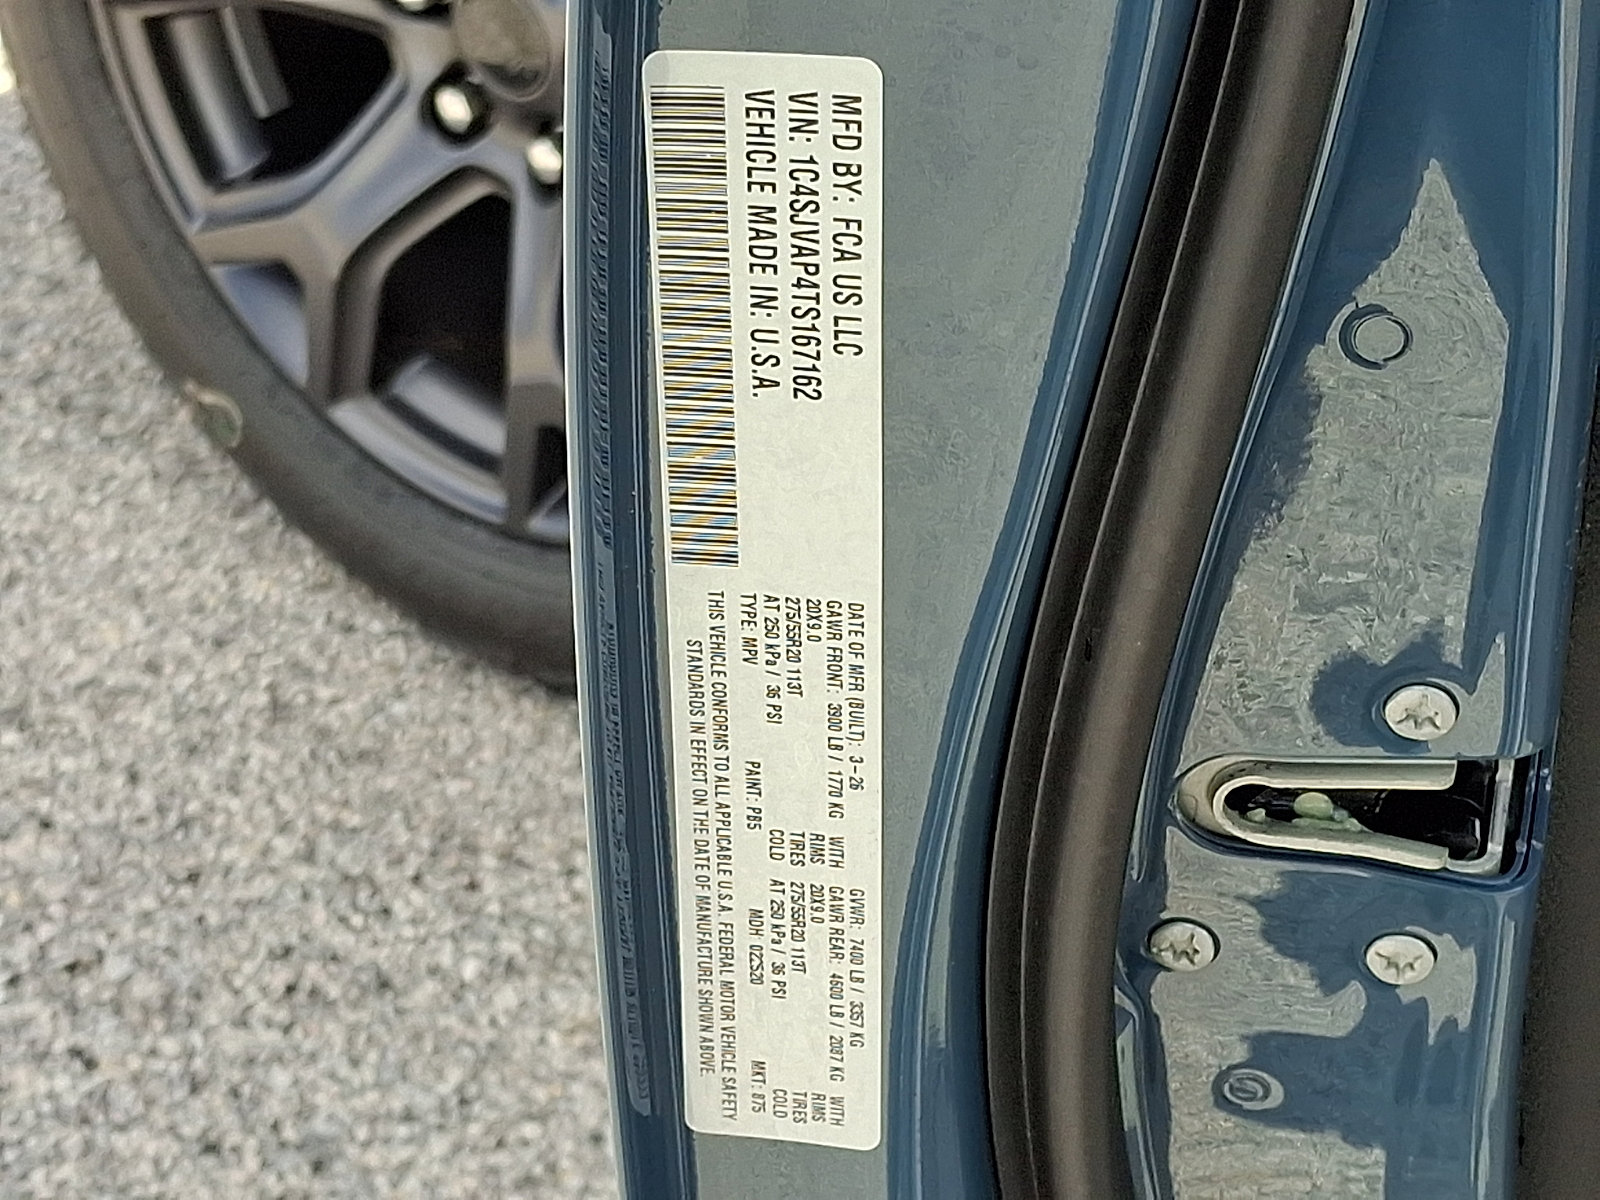 MFD BY: FCA US LLC
VIN: 1C4SJVAP4TS167162
VEHICLE MADE IN: U.S.A.
DATE OF MFR (BUILT): 3-26 GVWR: 7400 LB / 3357 KG
GAWR FRONT: 3900 LB / 1770 KG WITH GAWR REAR: 4600 LB / 2087 KG WITH
20X9.0 RIMS 20X9.0 RIMS
275/55R20 113T TIRES 275/55R20 113T TIRES
AT 250 kPa / 36 PSI COLD AT 250 kPa / 36 PSI COLD
TYPE: MPV PAINT: PB5 MDH: 022520 MKT: 875
THIS VEHICLE CONFORMS TO ALL APPLICABLE U.S.A. FEDERAL MOTOR VEHICLE SAFETY
STANDARDS IN EFFECT ON THE DATE OF MANUFACTURE SHOWN ABOVE.